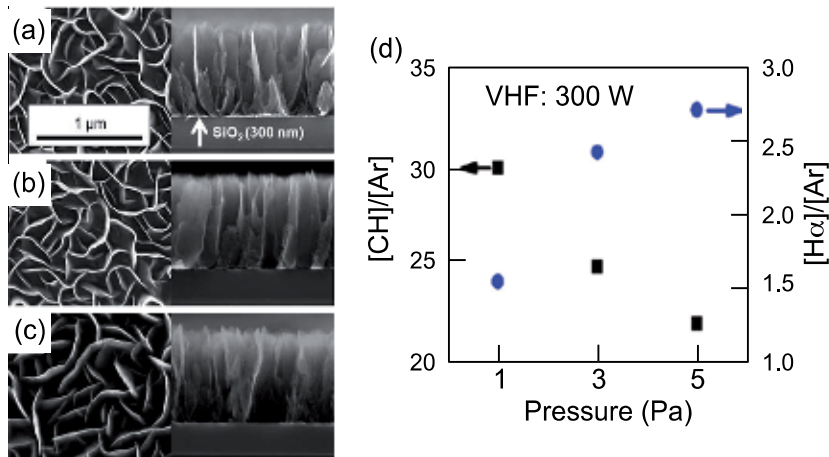 (a)
1 µm
SiO₂ (300 nm)
(b)
(c)
(d)
VHF: 300 W
35
30
25
20
[CH]/[Ar]
3.0
2.5
2.0
1.5
1.0
[Hα]/[Ar]
1
3
5
Pressure (Pa)